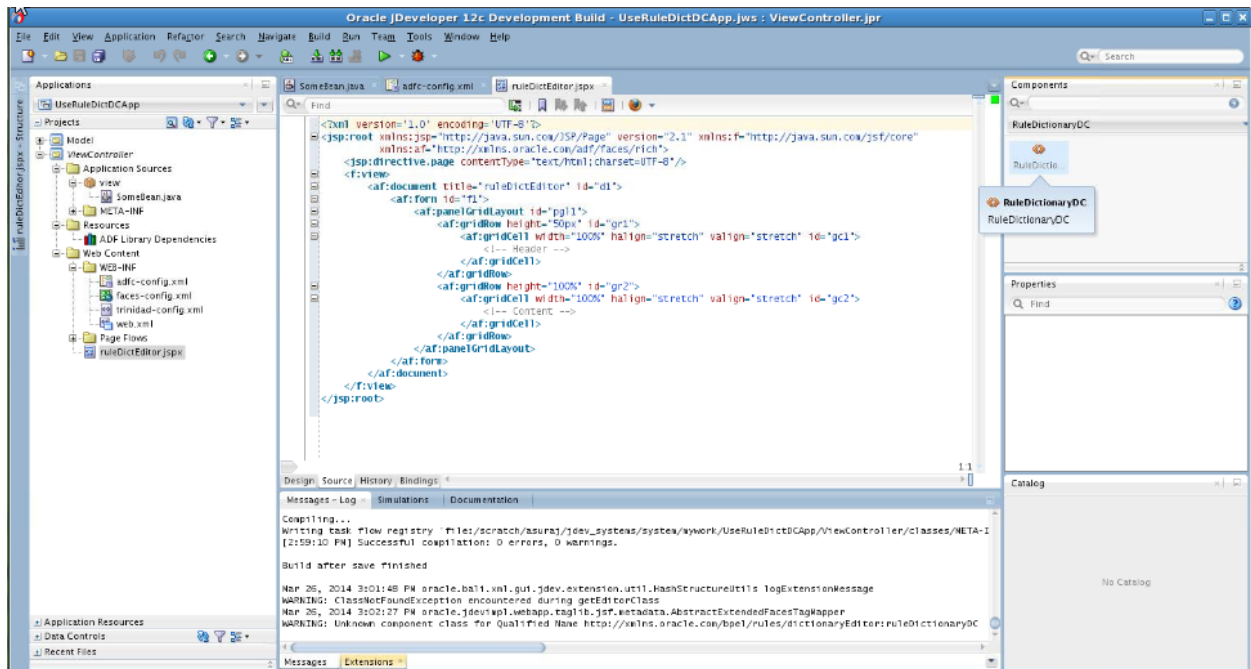 Oracle JDeveloper 12c Development Build - UseRuleDictDCApp.jws : ViewController.jpr
File Edit View Application Refactor Search Navigate Build Run Team Tools Window Help
Search
Applications
UseRuleDictDCApp
Projects
Model
ViewController
Application Sources
view
SomeBean.java
META-INF
Resources
ADF Library Dependencies
Web Content
WEB-INF
adfc-config.xml
faces-config.xml
trinidad-config.xml
web.xml
Page Flows
ruleDictEditor.jspx
Application Resources
Data Controls
Recent Files
ruleDictEditor.jspx - Structure
SomeBean.java adfc-config.xml ruleDictEditor.jspx
Find
<?xml version='1.0' encoding='UTF-8'?>
<jsp:root xmlns:jsp="http://java.sun.com/JSP/Page" version="2.1" xmlns:f="http://java.sun.com/jsf/core"
xmlns:af="http://xmlns.oracle.com/adf/faces/rich">
<jsp:directive.page contentType="text/html;charset=UTF-8"/>
<f:view>
<af:document title="ruleDictEditor" id="d1">
<af:form id="f1">
<af:panelGridLayout id="pgl1">
<af:gridRow height="50px" id="gr1">
<af:gridCell width="100%" halign="stretch" valign="stretch" id="gc1">
<!-- Header -->
</af:gridCell>
</af:gridRow>
<af:gridRow height="100%" id="gr2">
<af:gridCell width="100%" halign="stretch" valign="stretch" id="gc2">
<!-- Content -->
</af:gridCell>
</af:gridRow>
</af:panelGridLayout>
</af:form>
</af:document>
</f:view>
</jsp:root>
1:1
Design Source History Bindings
Messages - Log Simulations Documentation
Compiling...
Writing task flow registry 'file:/scratch/asuraj/jdev_systems/system/mywork/UseRuleDictDCApp/ViewController/classes/META-I
[2:59:10 PM] Successful compilation: 0 errors, 0 warnings.
Build after save finished
Mar 26, 2014 3:01:48 PM oracle.bali.xml.gui.jdev.extension.util.HashStructureUtils logExtensionMessage
WARNING: ClassNotFoundException encountered during getEditorClass
Mar 26, 2014 3:02:27 PM oracle.jdevimpl.webapp.taglib.jsf.metadata.AbstractExtendedFacesTagMapper
WARNING: Unknown component class for Qualified Name http://xmlns.oracle.com/bpel/rules/dictionaryEditor:ruleDictionaryDC
Messages Extensions
Components
RuleDictionaryDC
RuleDictio...
RuleDictionaryDC
RuleDictionaryDC
Properties
Find
Catalog
No Catalog